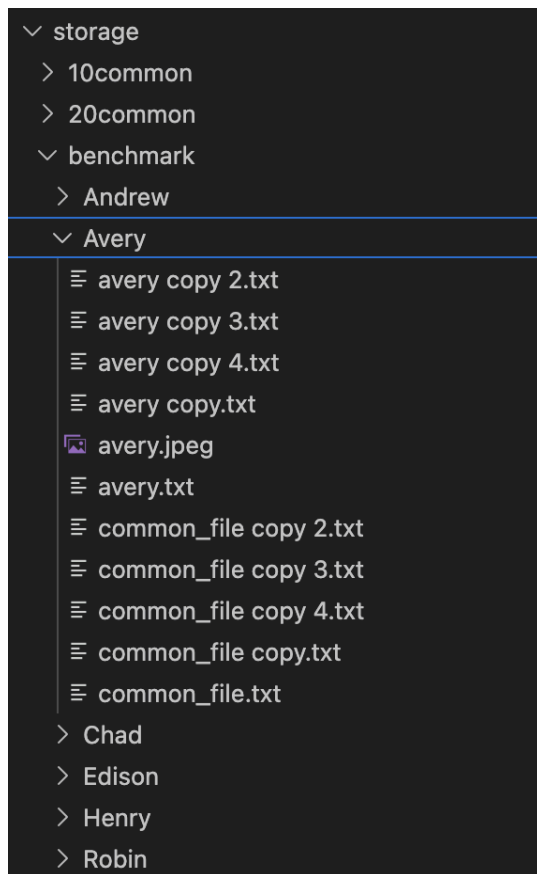 storage
10common
20common
benchmark
Andrew
Avery
avery copy 2.txt
avery copy 3.txt
avery copy 4.txt
avery copy.txt
avery.jpeg
avery.txt
common_file copy 2.txt
common_file copy 3.txt
common_file copy 4.txt
common_file copy.txt
common_file.txt
Chad
Edison
Henry
Robin